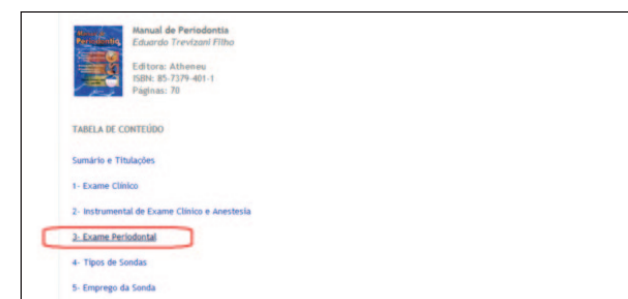 Manual de Periodontia
Eduardo Trevizani Filho
Editora: Atheneu
ISBN: 85-7379-401-1
Páginas: 70
TABELA DE CONTEÚDO
Sumário e Titulações
1- Exame Clínico
2- Instrumental de Exame Clínico e Anestesia
3- Exame Periodontal
4- Tipos de Sondas
5- Emprego da Sonda